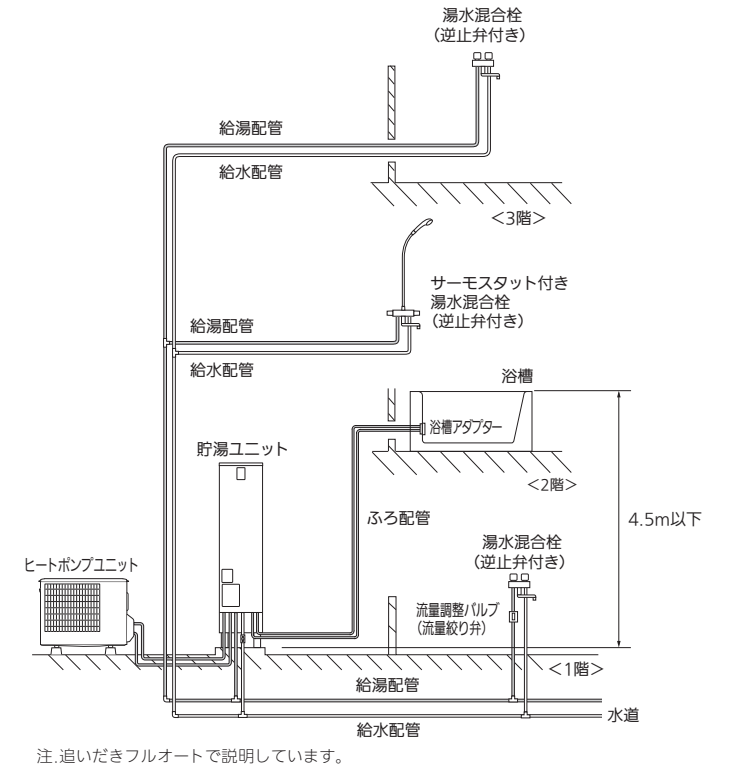 湯水混合栓
（逆止弁付き）
給湯配管
給水配管
＜3階＞
サーモスタット付き
湯水混合栓
（逆止弁付き）
給湯配管
給水配管
浴槽
浴槽アダプター
貯湯ユニット
＜2階＞
ふろ配管
4.5m以下
湯水混合栓
（逆止弁付き）
ヒートポンプユニット
流量調整バルブ
（流量絞り弁）
＜1階＞
給湯配管
水道
給水配管
注.追いだきフルオートで説明しています。